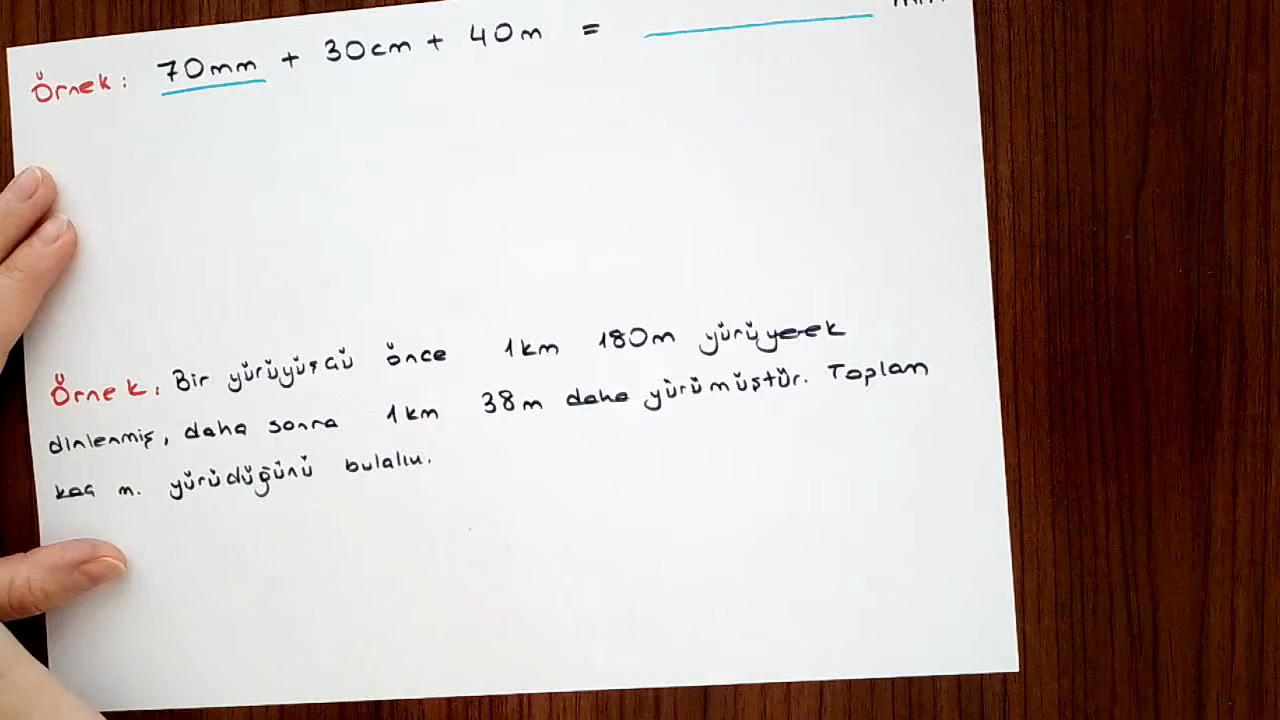 Örnek: 70mm + 30cm + 40m = ________
Örnek: Bir yürüyüşçü önce 1km 180m yürüyerek
dinlenmiş, daha sonra 1km 38m daha yürümüştür. Toplam
kaç m. yürüdüğünü bulalım.